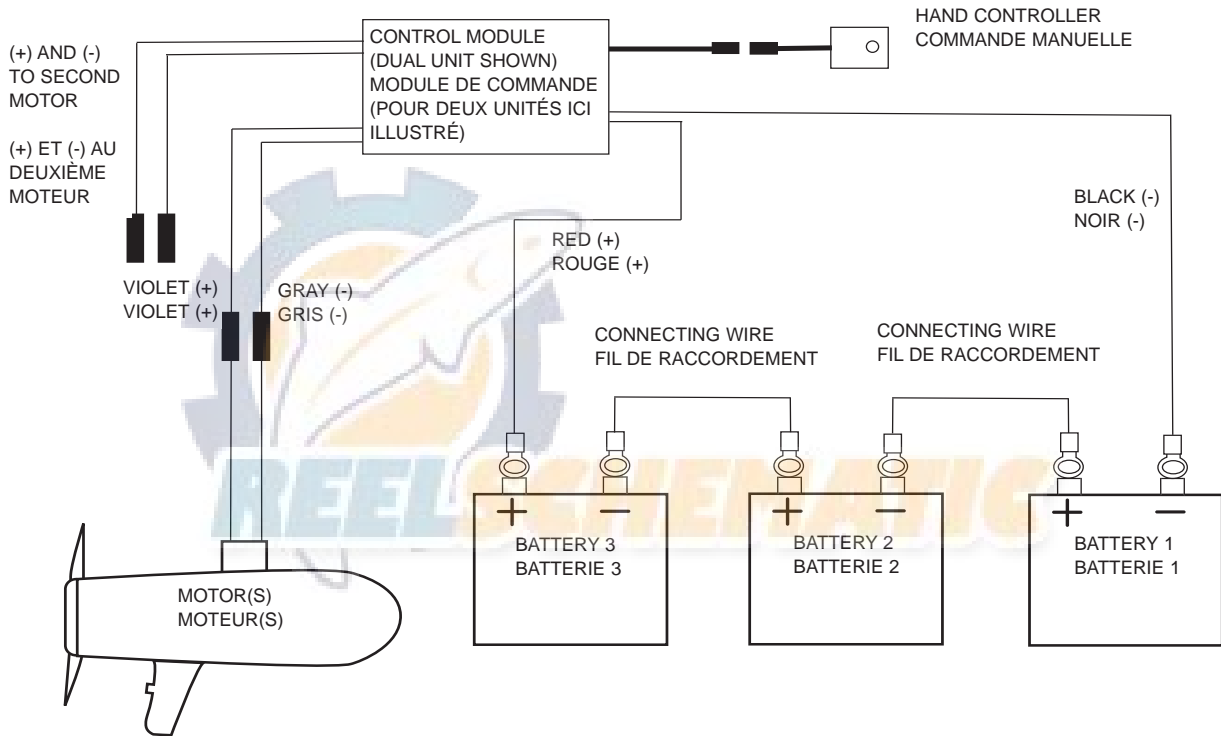 (+) AND (-)
TO SECOND
MOTOR
(+) ET (-) AU
DEUXIÈME
MOTEUR
CONTROL MODULE
(DUAL UNIT SHOWN)
MODULE DE COMMANDE
(POUR DEUX UNITÉS ICI
ILLUSTRÉ)
HAND CONTROLLER
COMMANDE MANUELLE
BLACK (-)
NOIR (-)
RED (+)
ROUGE (+)
VIOLET (+)
VIOLET (+)
GRAY (-)
GRIS (-)
CONNECTING WIRE
FIL DE RACCORDEMENT
CONNECTING WIRE
FIL DE RACCORDEMENT
REELSCHEMATIC
+
−
BATTERY 3
BATTERIE 3
+
−
BATTERY 2
BATTERIE 2
+
−
BATTERY 1
BATTERIE 1
MOTOR(S)
MOTEUR(S)